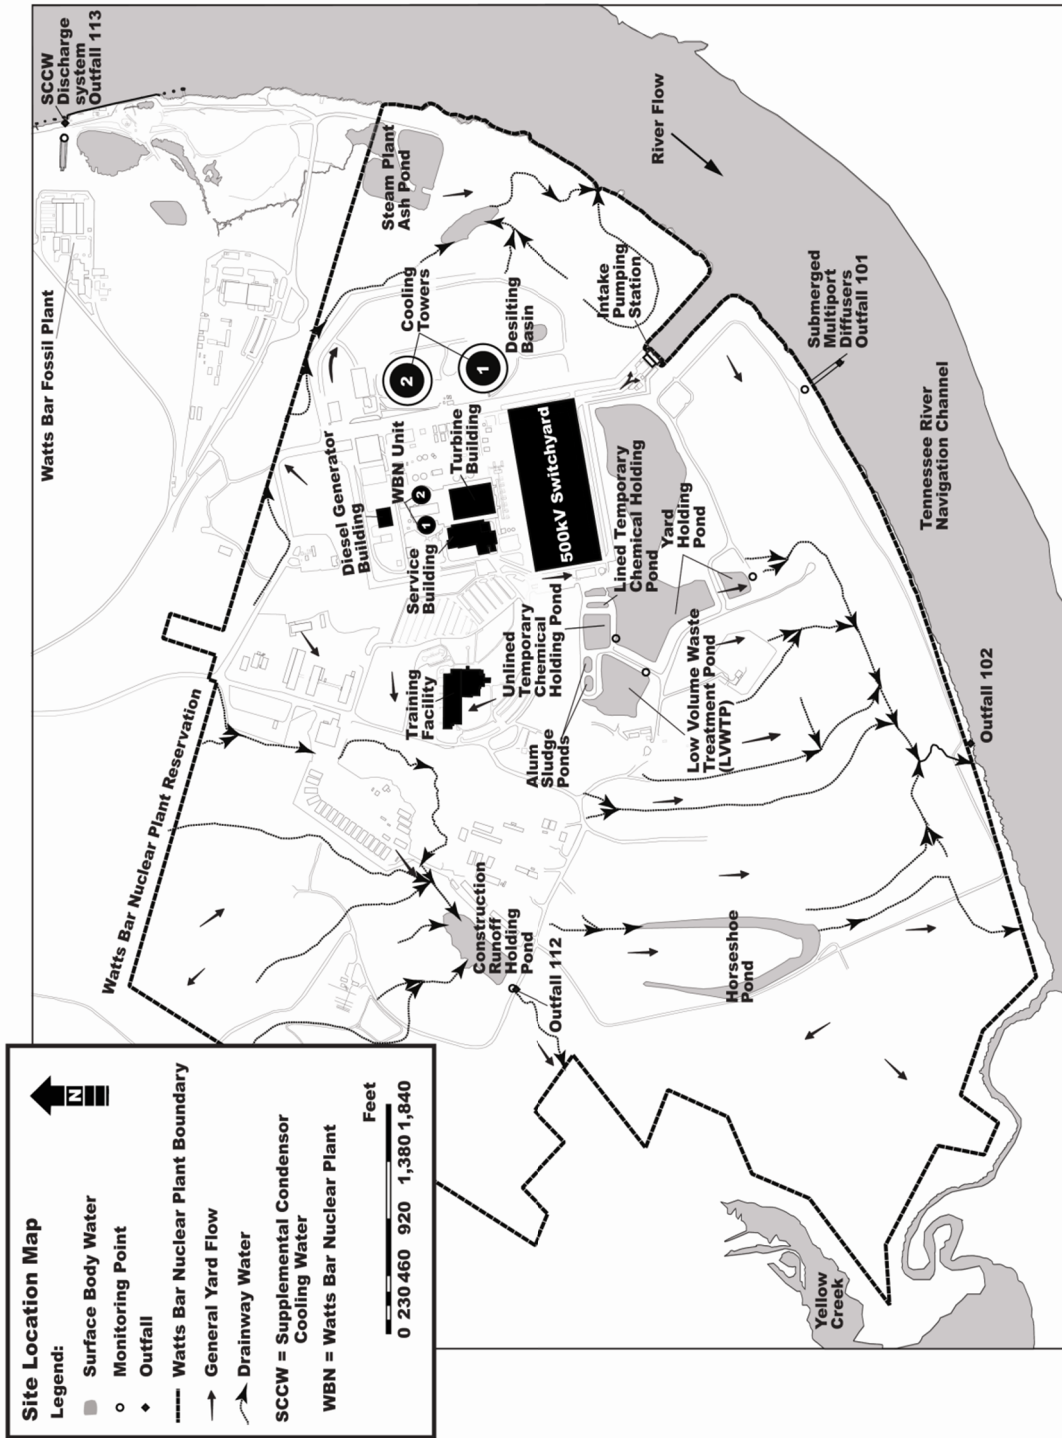 Site Location Map
Legend:
Surface Body Water
Monitoring Point
Outfall
Watts Bar Nuclear Plant Boundary
General Yard Flow
Drainway Water
SCCW = Supplemental Condensor
Cooling Water
WBN = Watts Bar Nuclear Plant
N
Feet
0 230 460 920 1,380 1,840
Watts Bar Fossil Plant
SCCW
Discharge
system
Outfall 113
Watts Bar Nuclear Plant Reservation
Steam Plant
Ash Pond
River Flow
Cooling
Towers
2
1
Desilting
Basin
Intake
Pumping
Station
Submerged
Multiport
Diffusers
Outfall 101
Diesel Generator
Building
WBN Unit
1
2
Turbine
Building
Service
Building
500kV Switchyard
Tennessee River
Navigation Channel
Training
Facility
Unlined
Temporary
Chemical
Holding Pond
Lined Temporary
Chemical Holding
Pond
Yard
Holding
Pond
Alum
Sludge
Ponds
Low Volume Waste
Treatment Pond
(LVWTP)
Outfall 102
Construction
Runoff
Holding
Pond
Outfall 112
Horseshoe
Pond
Yellow
Creek